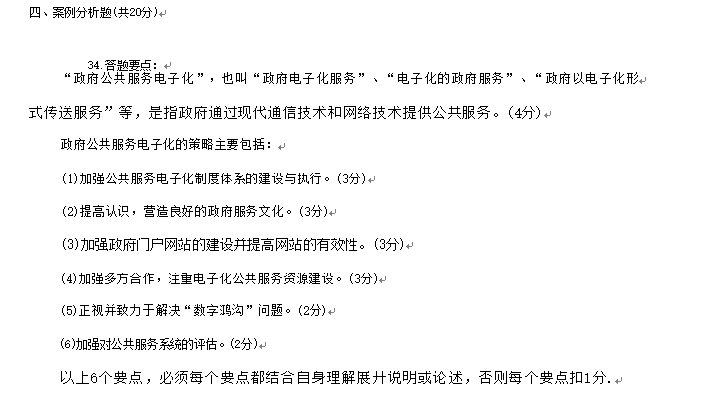 四、案例分析题(共20分)
34.答题要点：
“政府公共服务电子化”，也叫“政府电子化服务”、“电子化的政府服务”、“政府以电子化形
式传送服务”等，是指政府通过现代通信技术和网络技术提供公共服务。(4分)
政府公共服务电子化的策略主要包括：
(1)加强公共服务电子化制度体系的建设与执行。(3分)
(2)提高认识，营造良好的政府服务文化。(3分)
(3)加强政府门户网站的建设并提高网站的有效性。(3分)
(4)加强多方合作，注重电子化公共服务资源建设。(3分)
(5)正视并致力于解决“数字鸿沟”问题。(2分)
(6)加强对公共服务系统的评估。(2分)
以上6个要点，必须每个要点都结合自身理解展廾说明或论述，否则每个要点扣1分.